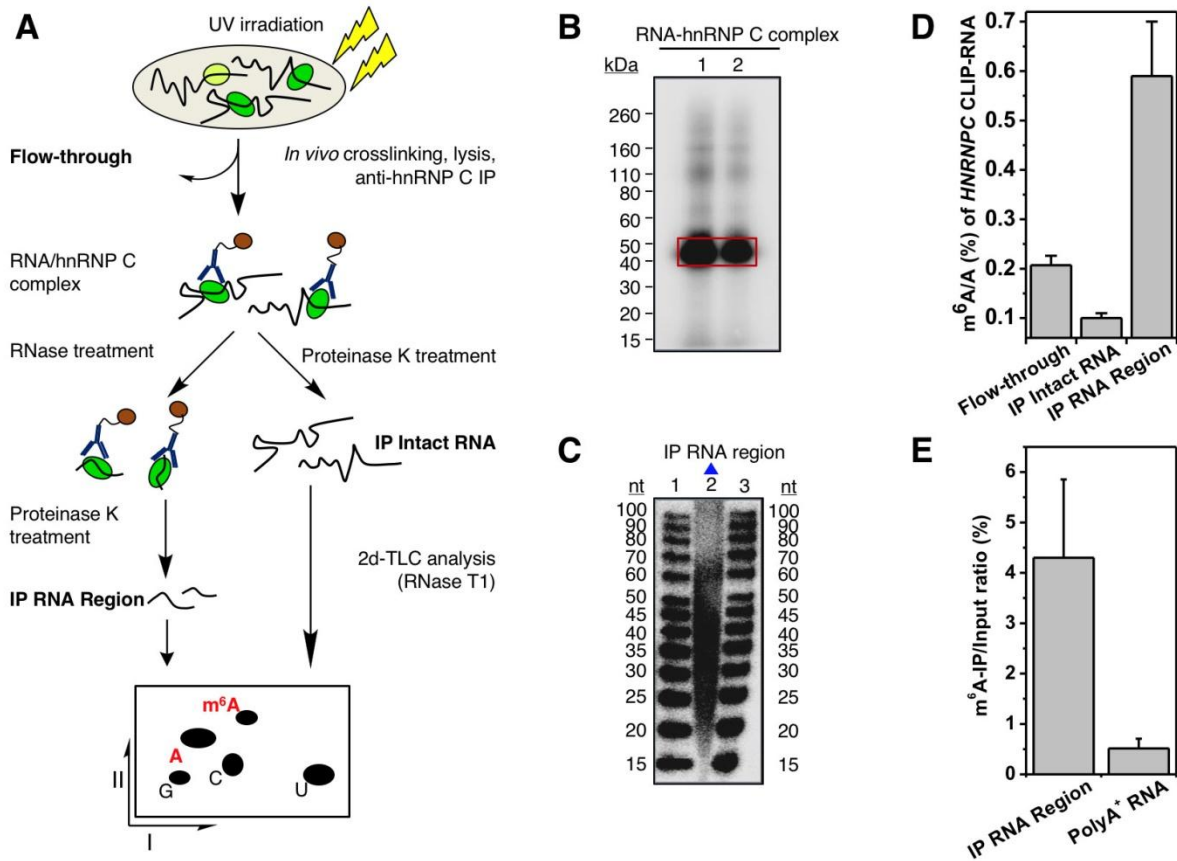 A
UV irradiation
Flow-through
In vivo crosslinking, lysis,
anti-hnRNP C IP
RNA/hnRNP C
complex
RNase treatment
Proteinase K treatment
IP Intact RNA
Proteinase K
treatment
2d-TLC analysis
(RNase T1)
IP RNA Region
m⁶A
A
G
C
U
II
I
B
RNA-hnRNP C complex
kDa
1 2
260
160
110
80
60
50
40
30
20
15
C
IP RNA region
nt 1 2 3 nt
100 100
90 90
80 80
70 70
60 60
50 50
45 45
40 40
35 35
30 30
25 25
20 20
15 15
D
m⁶A/A (%) of HNRNPC CLIP-RNA
0.7
0.6
0.5
0.4
0.3
0.2
0.1
Flow-through
IP Intact RNA
IP RNA Region
E
m⁶A-IP/Input ratio (%)
6
5
4
3
2
1
0
IP RNA Region
PolyA⁺ RNA